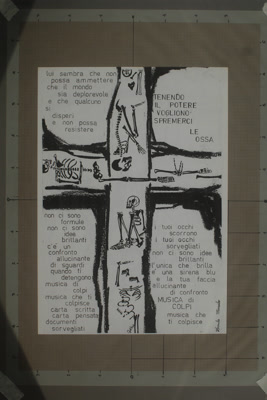 lui sembra che non
possa ammettere
che il mondo
sia deplorevole
e che qualcuno
si
disperi
e non possa
resistere
TENENDO
IL POTERE
VOGLIONO
SPREMERCI
LE
OSSA
non ci sono
formule
non ci sono
idee
brillanti
c'è un
confronto
allucinante
di sguardi
quando ti
detengono
musica di
colpi
musica che ti
colpisce
carta scritta
carta pensata
documenti
sorvegliati
i tuoi occhi
scorrono
i tuoi occhi
sorvegliati
non ci sono idee
brillanti
l'unica che brilla
è una sirena blu
e la tua faccia
allucinante
di confronto
MUSICA DI
COLPI
musica che
ti colpisce